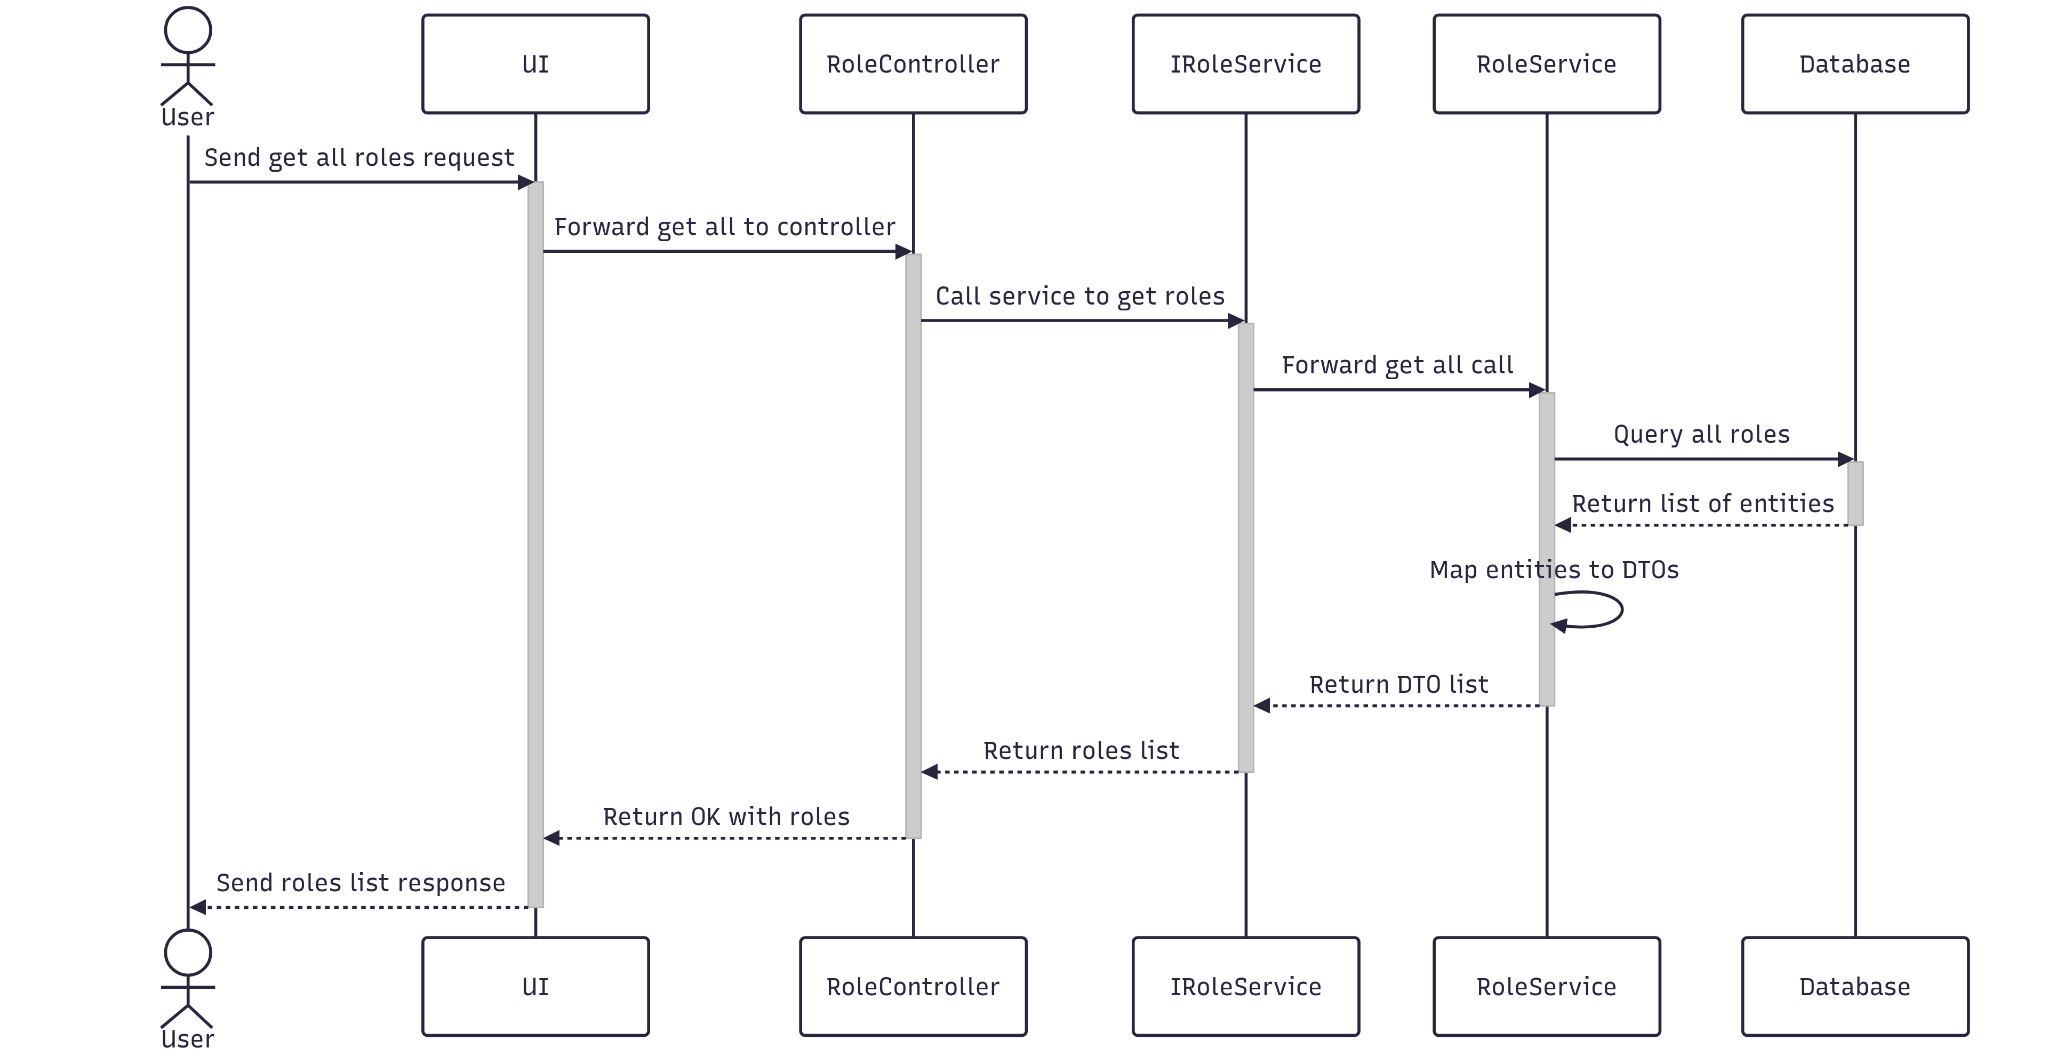 User
UI
RoleController
IRoleService
RoleService
Database
Send get all roles request
Forward get all to controller
Call service to get roles
Forward get all call
Query all roles
Return list of entities
Map entities to DTOs
Return DTO list
Return roles list
Return OK with roles
Send roles list response
User
UI
RoleController
IRoleService
RoleService
Database